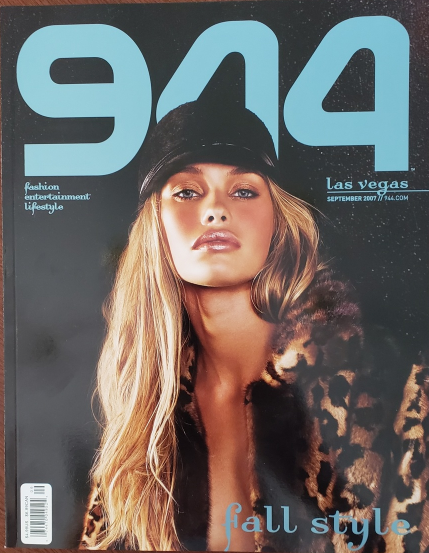 944
fashion
entertainment
lifestyle
las vegas
SEPTEMBER 2007 // 944.COM
fall style